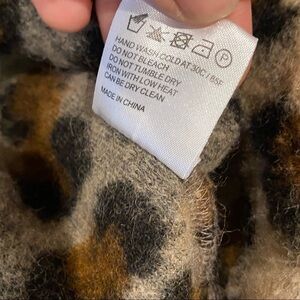 P
HAND WASH COLD AT 30C / 85F
DO NOT BLEACH
DO NOT TUMBLE DRY
IRON WITH LOW HEAT
CAN BE DRY CLEAN
MADE IN CHINA